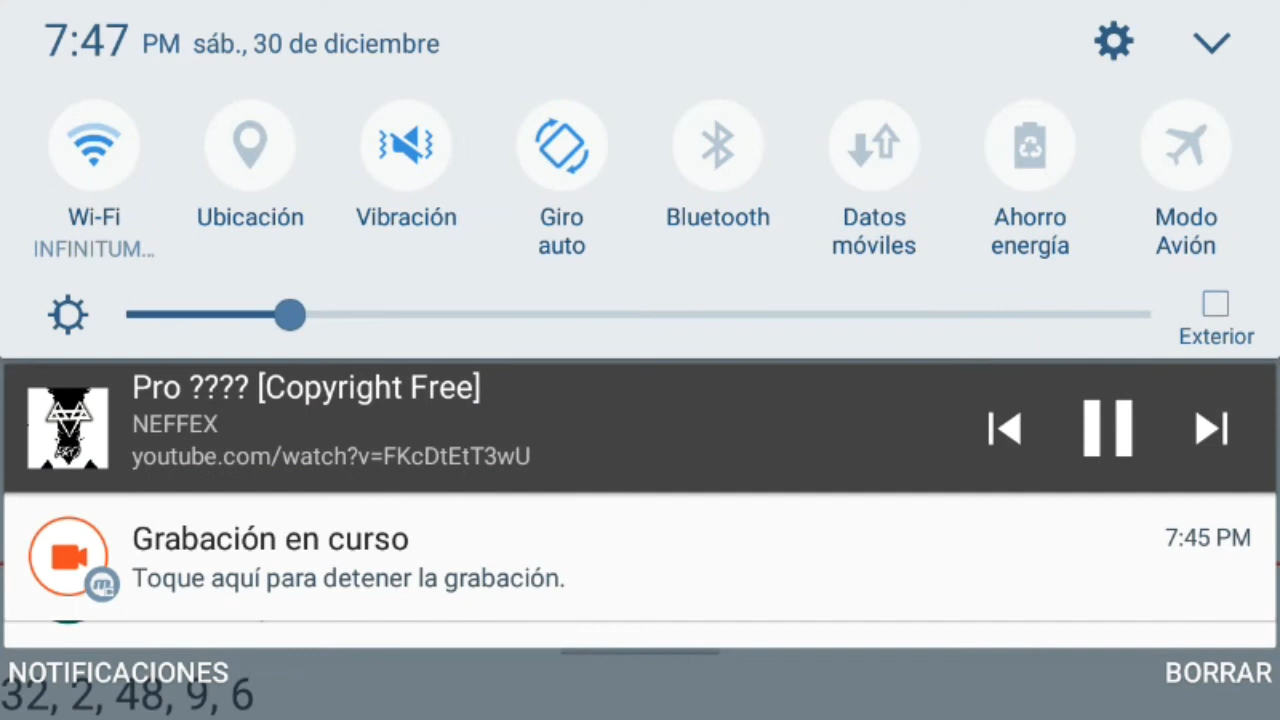 7:47 PM sáb., 30 de diciembre
Wi-Fi
INFINITUM...
Ubicación
Vibración
Giro
auto
Bluetooth
Datos
móviles
Ahorro
energía
Modo
Avión
Exterior
Pro ???? [Copyright Free]
NEFFEX
youtube.com/watch?v=FKcDtEtT3wU
Grabación en curso
7:45 PM
Toque aquí para detener la grabación.
NOTIFICACIONES
BORRAR
32, 2, 48, 9, 6